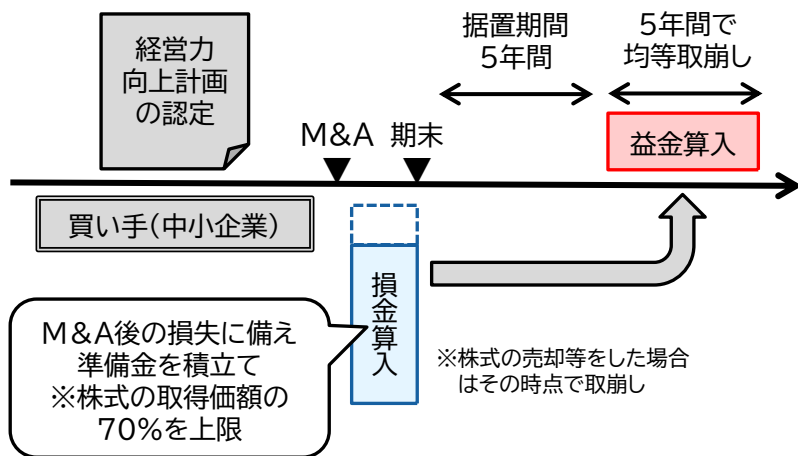 経営力
向上計画
の認定
据置期間
5年間
5年間で
均等取崩し
M&A
期末
益金算入
買い手(中小企業)
損金算入
M&A後の損失に備え
準備金を積立て
※株式の取得価額の
70%を上限
※株式の売却等をした場合
はその時点で取崩し